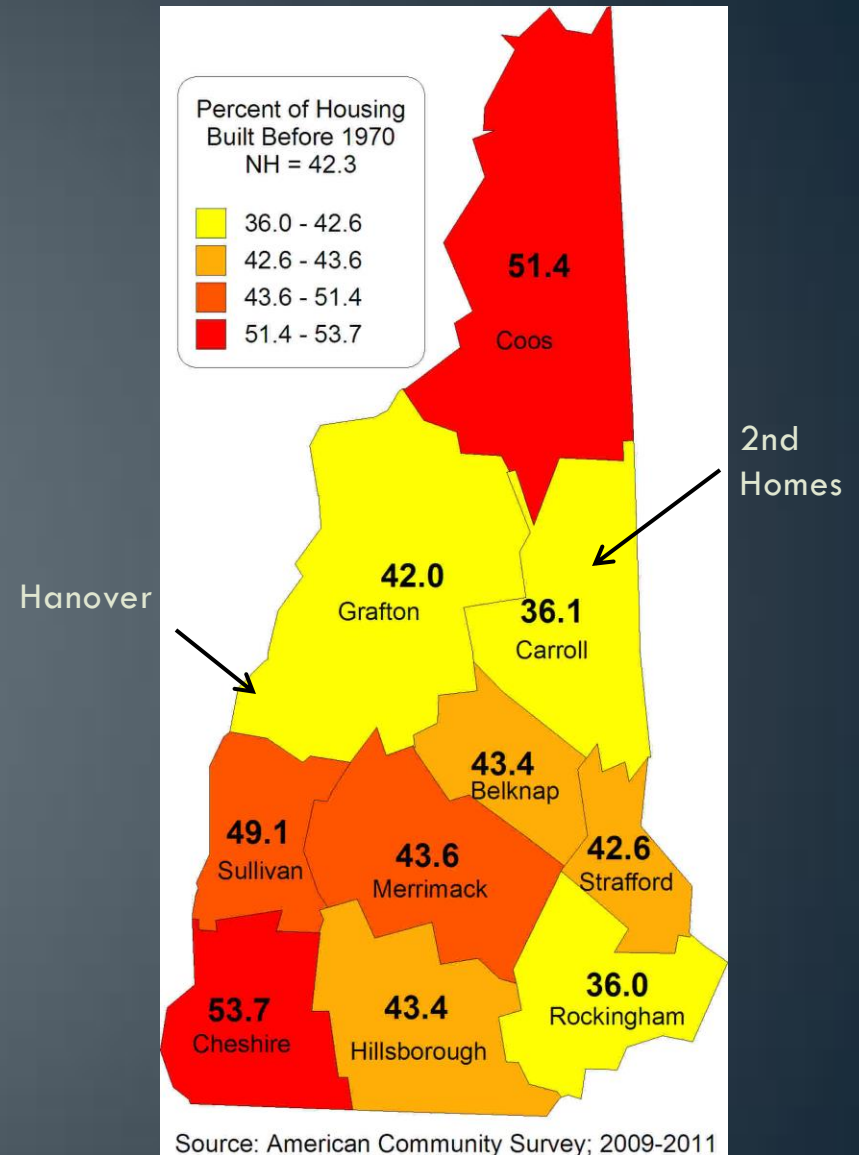 Percent of Housing
Built Before 1970
NH = 42.3
36.0 - 42.6
42.6 - 43.6
43.6 - 51.4
51.4 - 53.7
51.4
Coos
2nd
Homes
Hanover
42.0
Grafton
36.1
Carroll
43.4
Belknap
49.1
Sullivan
43.6
Merrimack
42.6
Strafford
53.7
Cheshire
43.4
Hillsborough
36.0
Rockingham
Source: American Community Survey; 2009-2011